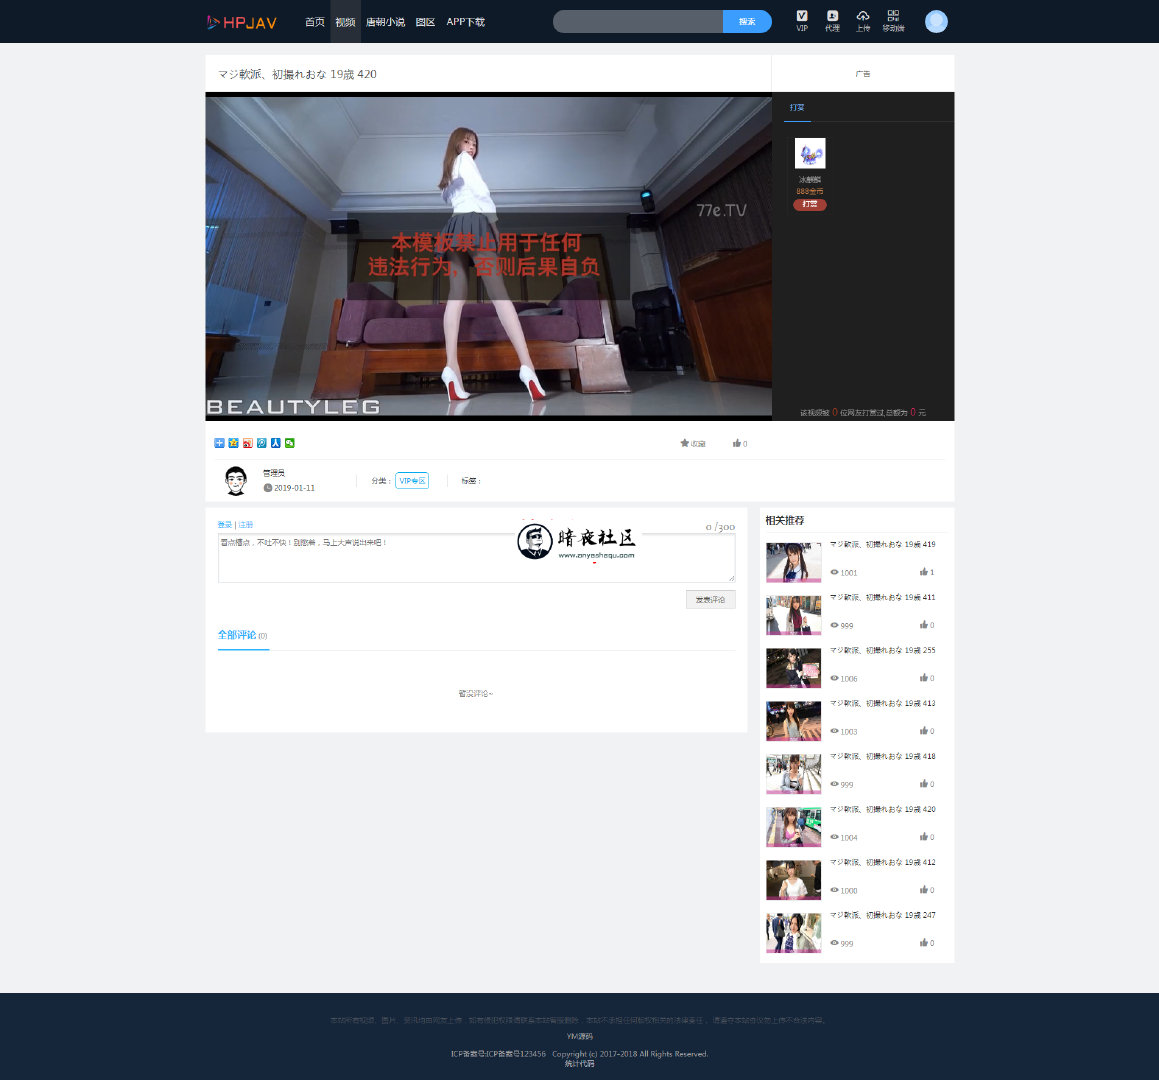 HPJAV
首页 视频 唐朝小说 图区 APP下载
搜索
VIP 代理 上传 移动端
マジ軟派、初撮れおな 19歳 420
广告
打赏
冰麒麟
888金币
打赏
77e.TV
本模板禁止用于任何
违法行为，否则后果自负
BEAUTYLEG
该视频被 0 位网友打赏过,总额为 0 元
收藏 0
管理员
2019-01-11
分类： VIP专区 标签：
登录 | 注册
0 /300
看点槽点，不吐不快！别憋着，马上大声说出来吧！
暗夜社区
www.anyeshequ.com
发表评论
全部评论 (0)
暂没评论~
相关推荐
マジ軟派、初撮れおな 19歳 419
1001 1
マジ軟派、初撮れおな 19歳 411
999 0
マジ軟派、初撮れおな 19歳 255
1006 0
マジ軟派、初撮れおな 19歳 413
1003 0
マジ軟派、初撮れおな 19歳 418
999 0
マジ軟派、初撮れおな 19歳 420
1004 0
マジ軟派、初撮れおな 19歳 412
1000 0
マジ軟派、初撮れおな 19歳 247
999 0
YM源码
ICP备案号:ICP备案号123456 Copyright (c) 2017-2018 All Rights Reserved.
统计代码